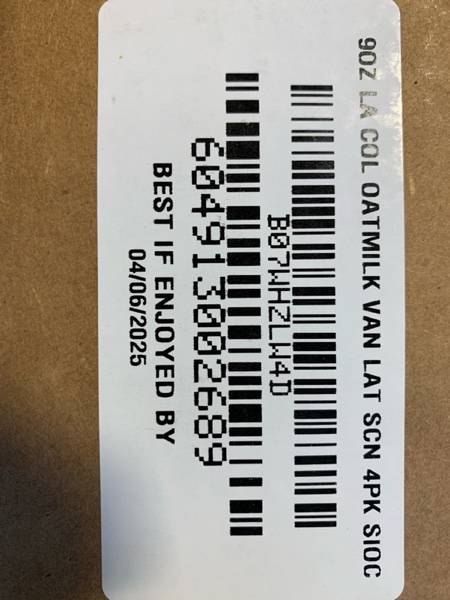 9OZ LA COL OATMILK VAN LAT SCN 4PK SIOC
B07WHZLW4D
604913002689
BEST IF ENJOYED BY
04/06/2025